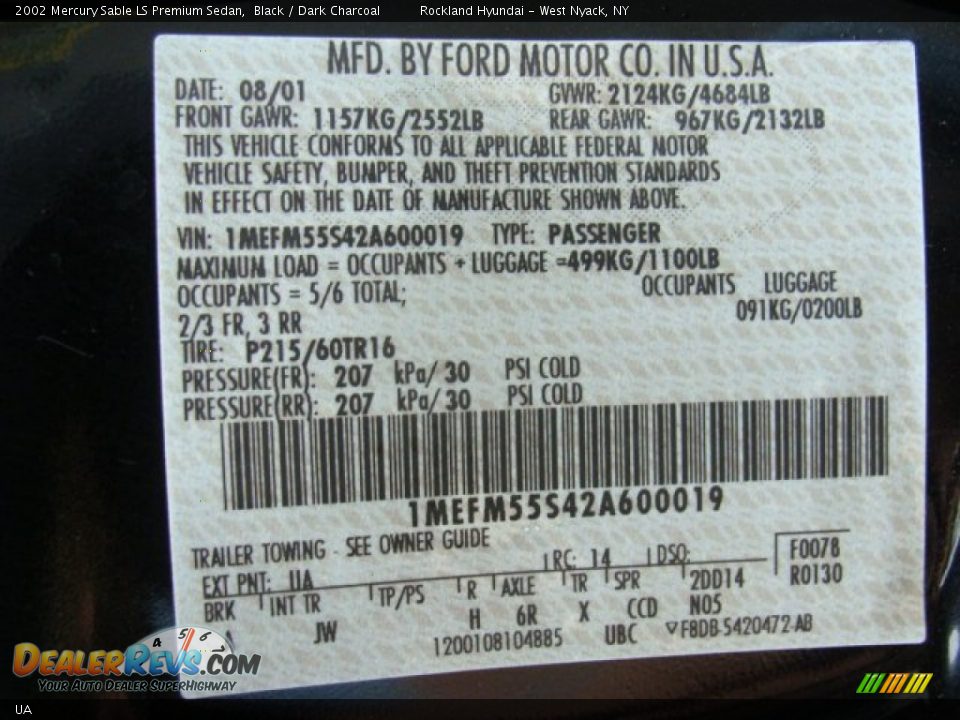 2002 Mercury Sable LS Premium Sedan, Black / Dark Charcoal Rockland Hyundai - West Nyack, NY
MFD. BY FORD MOTOR CO. IN U.S.A.
DATE: 08/01 GVWR: 2124KG/4684LB
FRONT GAWR: 1157KG/2552LB REAR GAWR: 967KG/2132LB
THIS VEHICLE CONFORMS TO ALL APPLICABLE FEDERAL MOTOR
VEHICLE SAFETY, BUMPER, AND THEFT PREVENTION STANDARDS
IN EFFECT ON THE DATE OF MANUFACTURE SHOWN ABOVE.
VIN: 1MEFM55S42A600019 TYPE: PASSENGER
MAXIMUM LOAD = OCCUPANTS + LUGGAGE =499KG/1100LB
OCCUPANTS = 5/6 TOTAL; OCCUPANTS LUGGAGE
2/3 FR, 3 RR 091KG/0200LB
TIRE: P215/60TR16
PRESSURE(FR): 207 kPa/ 30 PSI COLD
PRESSURE(RR): 207 kPa/ 30 PSI COLD
1MEFM55S42A600019
TRAILER TOWING - SEE OWNER GUIDE
EXT PNT: UA RC: 14 DSO: F0078
BRK INT TR TP/PS R AXLE TR SPR 2DD14 R0130
A JW H 6R X CCD N05
1200108104885 UBC F8DB-5420472-AB
4 5 6
DEALERREVS.COM
YOUR AUTO DEALER SUPERHIGHWAY
UA